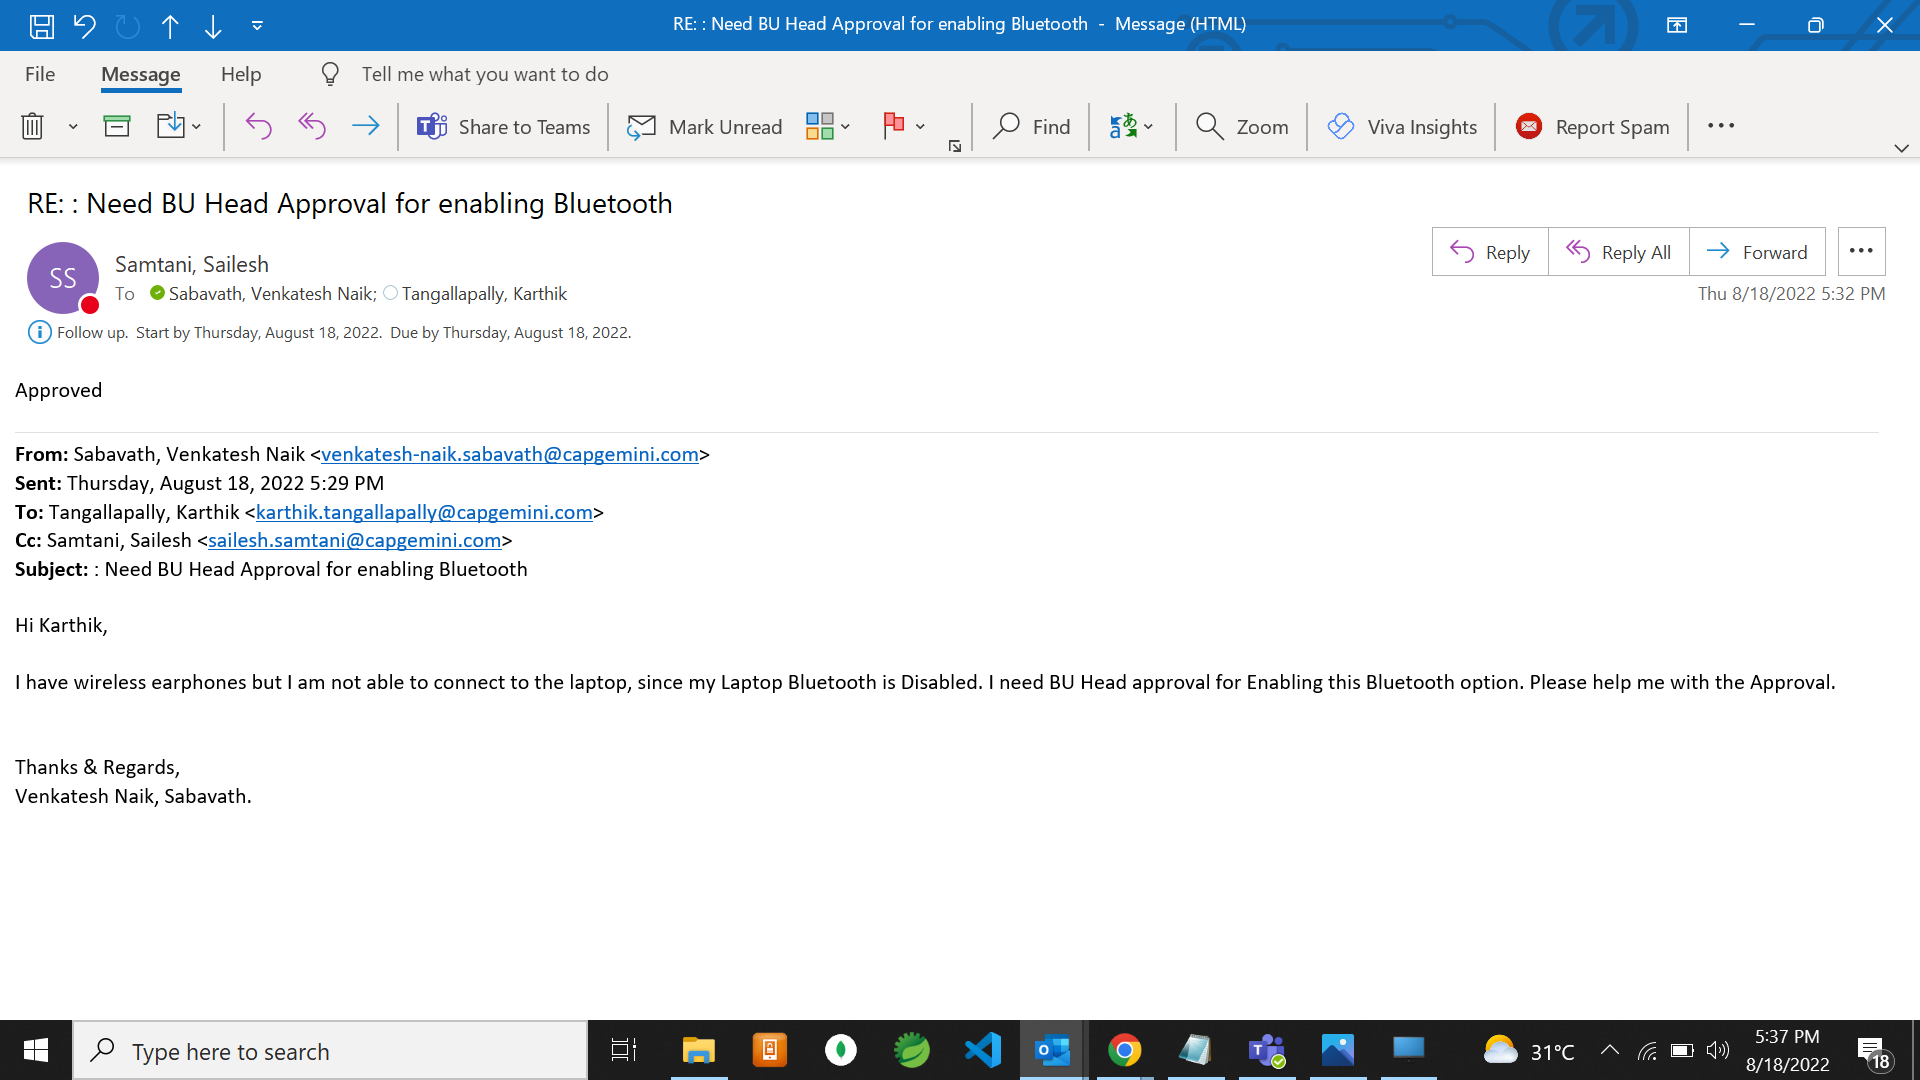 RE: : Need BU Head Approval for enabling Bluetooth - Message (HTML)
File Message Help Tell me what you want to do
Share to Teams Mark Unread Find Zoom Viva Insights Report Spam
RE: : Need BU Head Approval for enabling Bluetooth
SS
Samtani, Sailesh
Reply Reply All Forward
To Sabavath, Venkatesh Naik; Tangallapally, Karthik
Thu 8/18/2022 5:32 PM
Follow up. Start by Thursday, August 18, 2022. Due by Thursday, August 18, 2022.
Approved
From: Sabavath, Venkatesh Naik <venkatesh-naik.sabavath@capgemini.com>
Sent: Thursday, August 18, 2022 5:29 PM
To: Tangallapally, Karthik <karthik.tangallapally@capgemini.com>
Cc: Samtani, Sailesh <sailesh.samtani@capgemini.com>
Subject: : Need BU Head Approval for enabling Bluetooth
Hi Karthik,
I have wireless earphones but I am not able to connect to the laptop, since my Laptop Bluetooth is Disabled. I need BU Head approval for Enabling this Bluetooth option. Please help me with the Approval.
Thanks & Regards,
Venkatesh Naik, Sabavath.
Type here to search
31°C
5:37 PM
8/18/2022
18